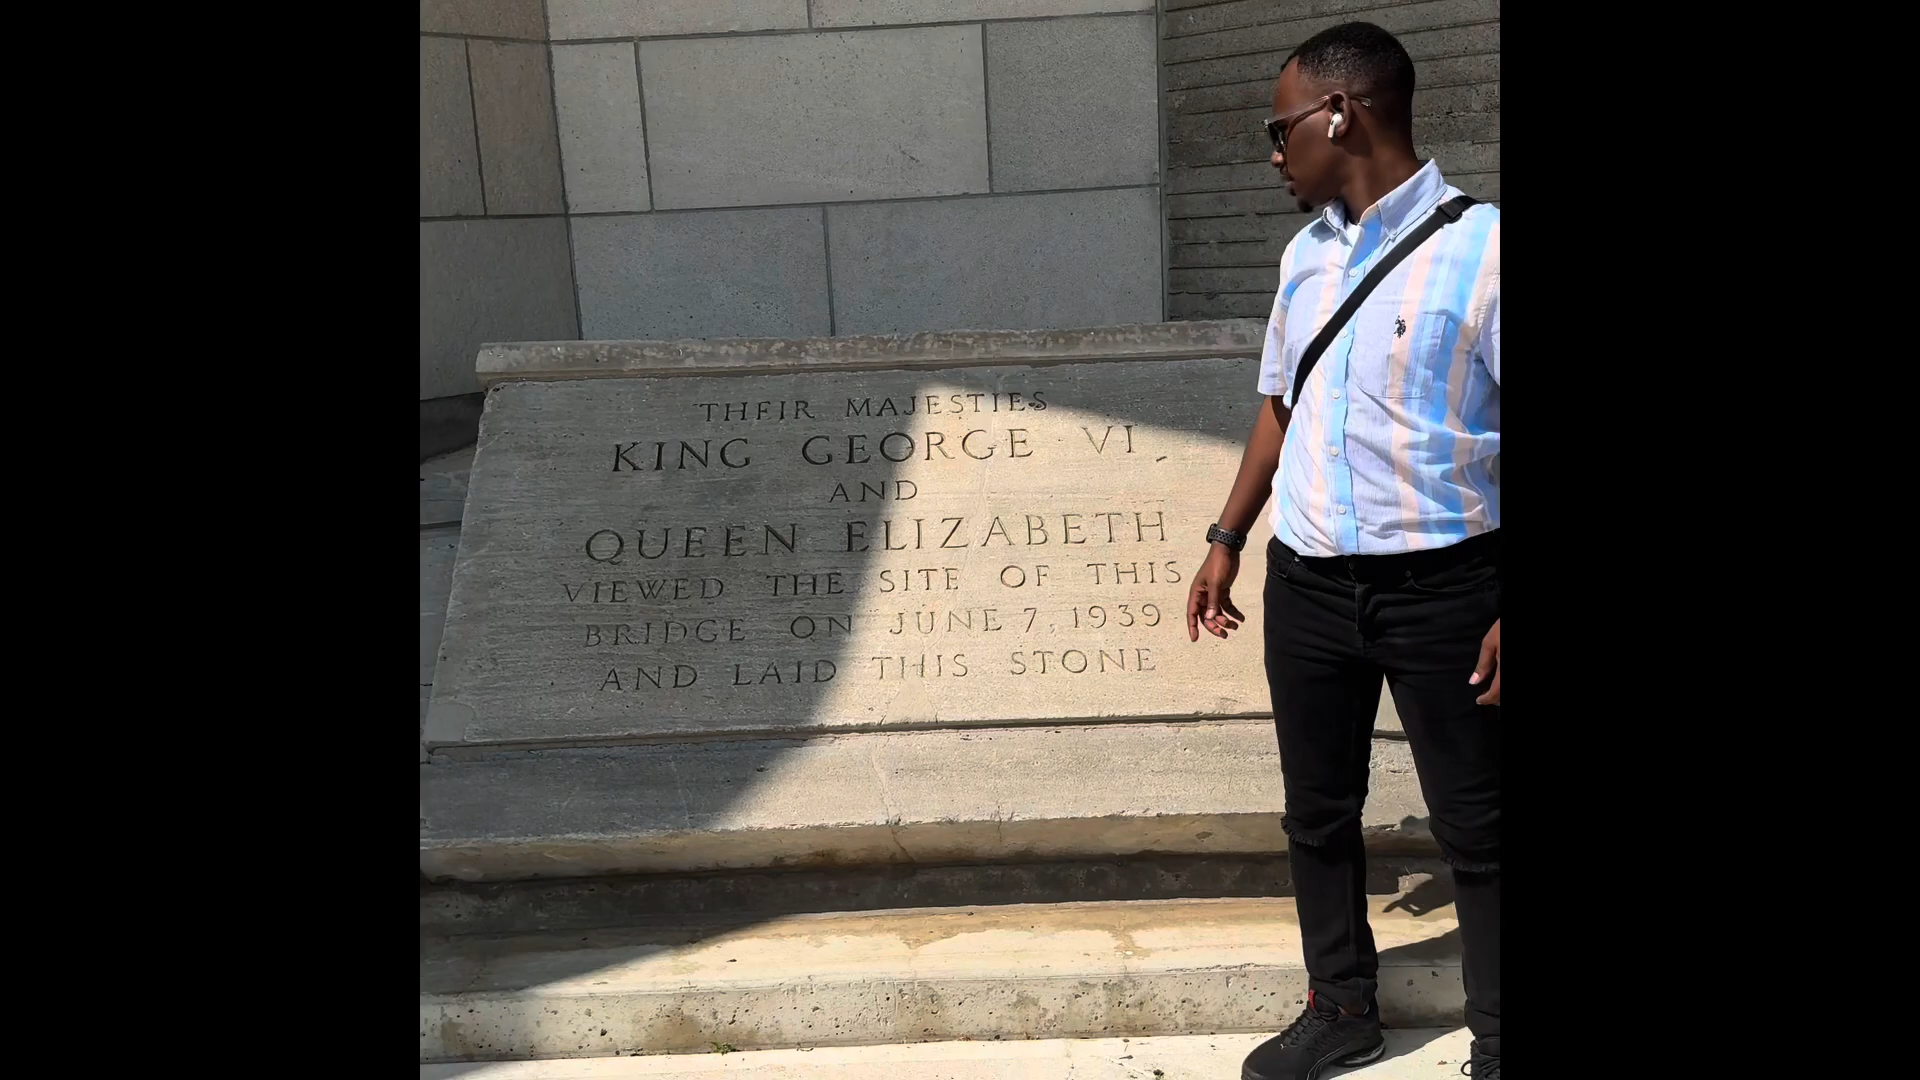 THEIR MAJESTIES
KING GEORGE VI
AND
QUEEN ELIZABETH
VIEWED THE SITE OF THIS
BRIDGE ON JUNE 7, 1939
AND LAID THIS STONE